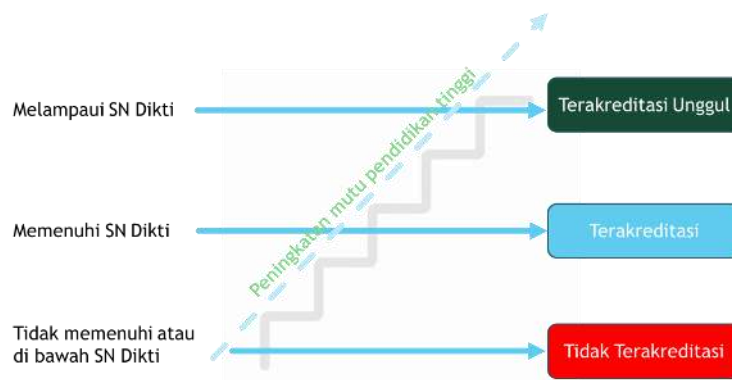 Peningkatan mutu pendidikan tinggi
Melampaui SN Dikti
Terakreditasi Unggul
Memenuhi SN Dikti
Terakreditasi
Tidak memenuhi atau
di bawah SN Dikti
Tidak Terakreditasi